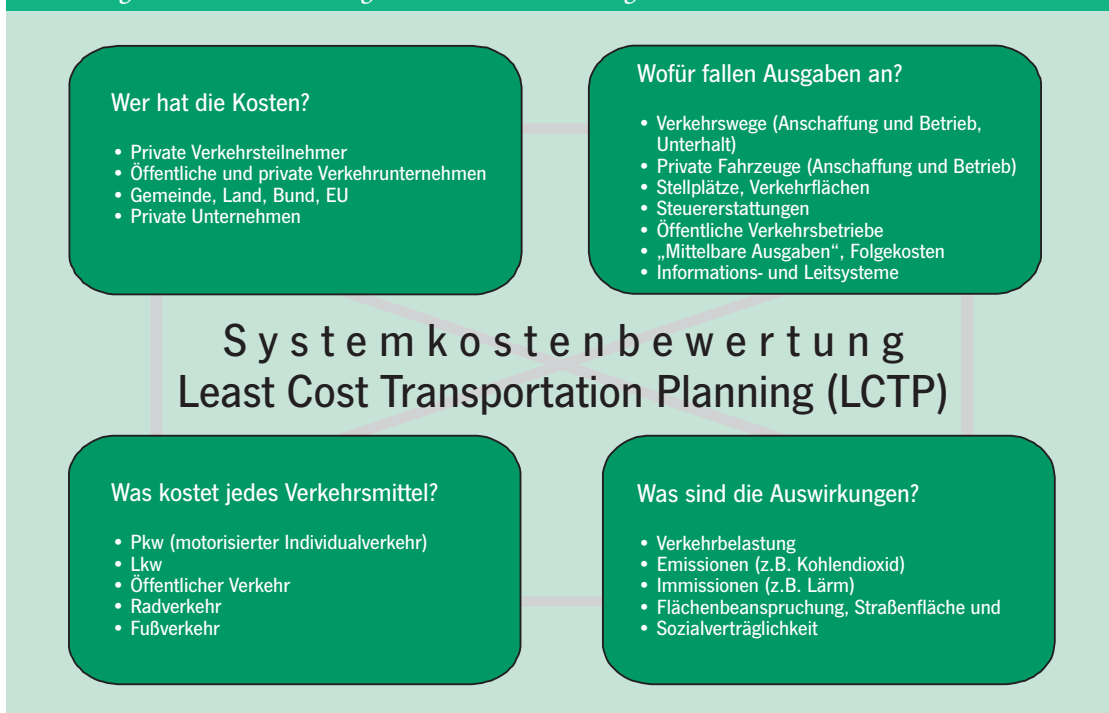 Wer hat die Kosten?
• Private Verkehrsteilnehmer
• Öffentliche und private Verkehrunternehmen
• Gemeinde, Land, Bund, EU
• Private Unternehmen
Wofür fallen Ausgaben an?
• Verkehrswege (Anschaffung und Betrieb,
Unterhalt)
• Private Fahrzeuge (Anschaffung und Betrieb)
• Stellplätze, Verkehrflächen
• Steuererstattungen
• Öffentliche Verkehrsbetriebe
• „Mittelbare Ausgaben“, Folgekosten
• Informations- und Leitsysteme
Systemkostenbewertung
Least Cost Transportation Planning (LCTP)
Was kostet jedes Verkehrsmittel?
• Pkw (motorisierter Individualverkehr)
• Lkw
• Öffentlicher Verkehr
• Radverkehr
• Fußverkehr
Was sind die Auswirkungen?
• Verkehrbelastung
• Emissionen (z.B. Kohlendioxid)
• Immissionen (z.B. Lärm)
• Flächenbeanspruchung, Straßenfläche und
• Sozialverträglichkeit